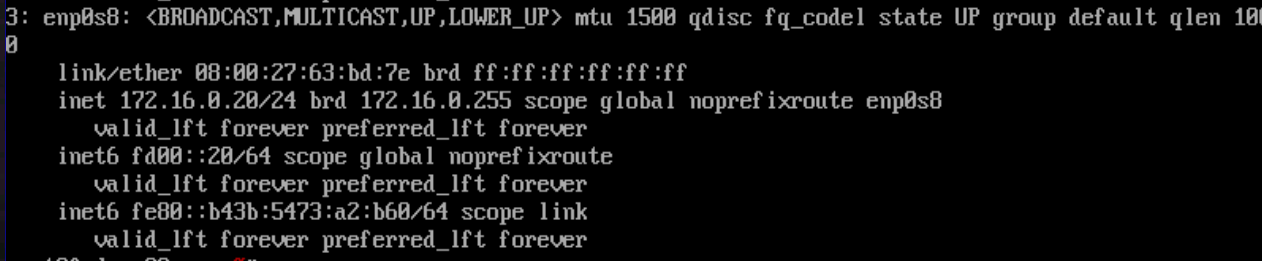 3: enp0s8: <BROADCAST,MULTICAST,UP,LOWER_UP> mtu 1500 qdisc fq_codel state UP group default qlen 100
0
link/ether 08:00:27:63:bd:7e brd ff:ff:ff:ff:ff:ff
inet 172.16.0.20/24 brd 172.16.0.255 scope global noprefixroute enp0s8
valid_lft forever preferred_lft forever
inet6 fd00::20/64 scope global noprefixroute
valid_lft forever preferred_lft forever
inet6 fe80::b43b:5473:a2:b60/64 scope link
valid_lft forever preferred_lft forever